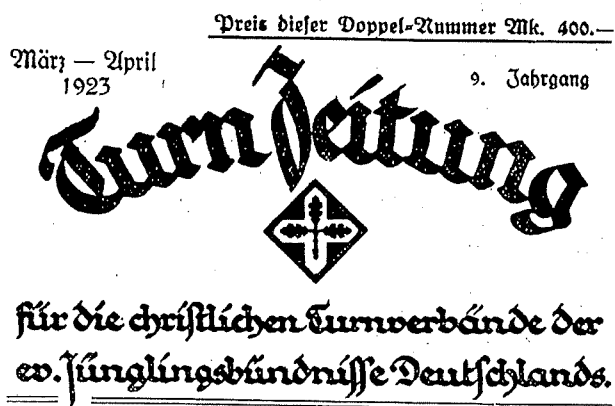 Preis dieser Doppel-Nummer Mk. 400.—
März — April
1923
9. Jahrgang
Turnzeitung
für die christlichen Turnverbände der
ev. Jünglingsbündnisse Deutschlands.